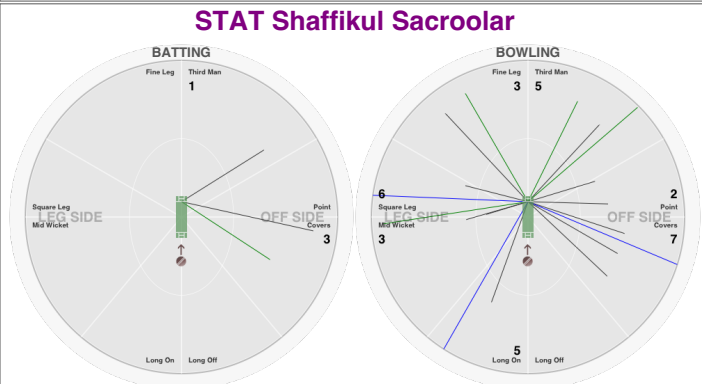 STAT Shaffikul Sacroolar
BATTING
Fine Leg Third Man
1
Square Leg Point
LEG SIDE OFF SIDE
Mid Wicket Covers
3
Long On Long Off
BOWLING
Fine Leg Third Man
3 5
6 2
Square Leg Point
LEG SIDE OFF SIDE
Mid Wicket Covers
3 7
5
Long On Long Off